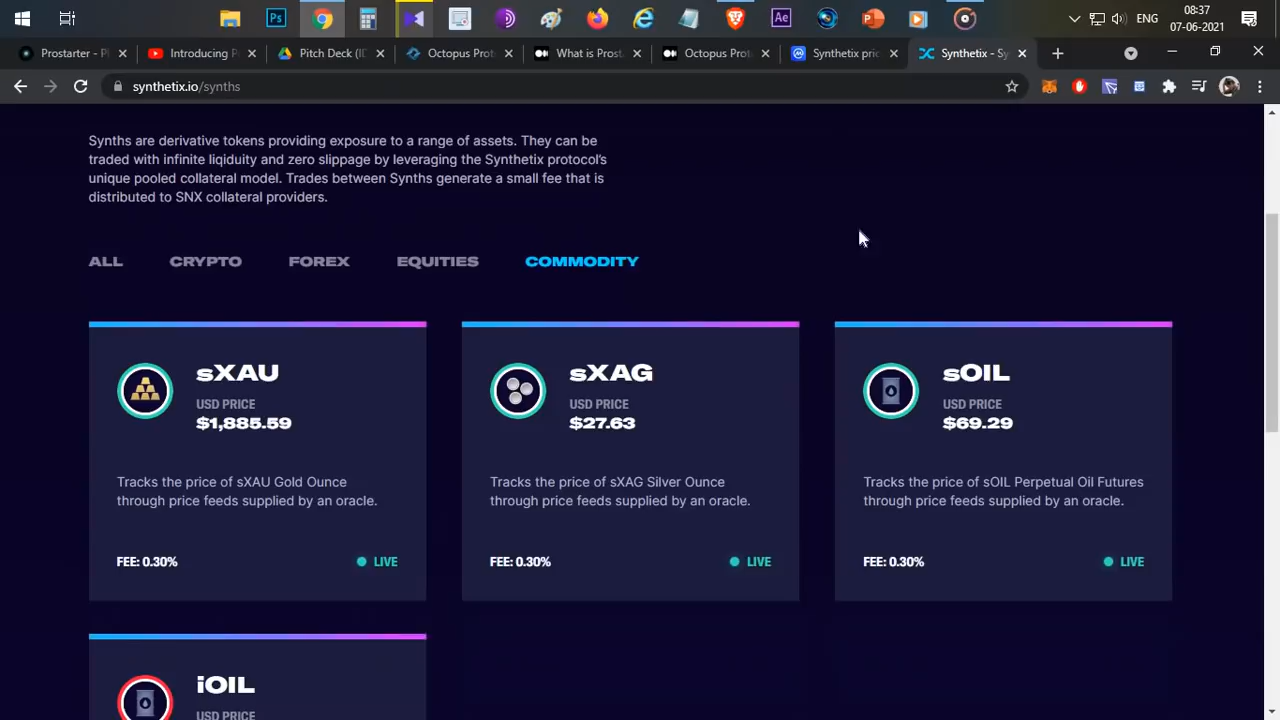 Ps
Ae
08:37
ENG
07-06-2021
Prostarter - Pl
Introducing P
Pitch Deck (I
Octopus Prot
What is Prost
Octopus Prot
Synthetix pric
Synthetix - Sy
synthetix.io/synths
Synths are derivative tokens providing exposure to a range of assets. They can be
traded with infinite liqiduity and zero slippage by leveraging the Synthetix protocol's
unique pooled collateral model. Trades between Synths generate a small fee that is
distributed to SNX collateral providers.
ALL CRYPTO FOREX EQUITIES COMMODITY
sXAU
USD PRICE
$1,885.59
Tracks the price of sXAU Gold Ounce
through price feeds supplied by an oracle.
FEE: 0.30% LIVE
sXAG
USD PRICE
$27.63
Tracks the price of sXAG Silver Ounce
through price feeds supplied by an oracle.
FEE: 0.30% LIVE
sOIL
USD PRICE
$69.29
Tracks the price of sOIL Perpetual Oil Futures
through price feeds supplied by an oracle.
FEE: 0.30% LIVE
iOIL
USD PRICE